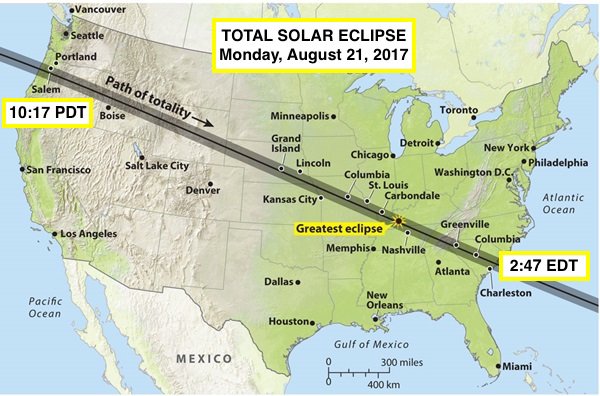 TOTAL SOLAR ECLIPSE
Monday, August 21, 2017
Vancouver
Seattle
Portland
Salem
10:17 PDT
Boise
Path of totality
San Francisco
Salt Lake City
Denver
Los Angeles
Minneapolis
Grand
Island
Lincoln
Kansas City
Chicago
Detroit
Toronto
New York
Philadelphia
Washington D.C.
Columbia
St. Louis
Carbondale
Greatest eclipse
Nashville
Memphis
Greenville
Columbia
Atlanta
2:47 EDT
Charleston
Atlantic
Ocean
Dallas
Houston
New
Orleans
Pacific
Ocean
MEXICO
Gulf of Mexico
Miami
0 300 miles
0 400 km